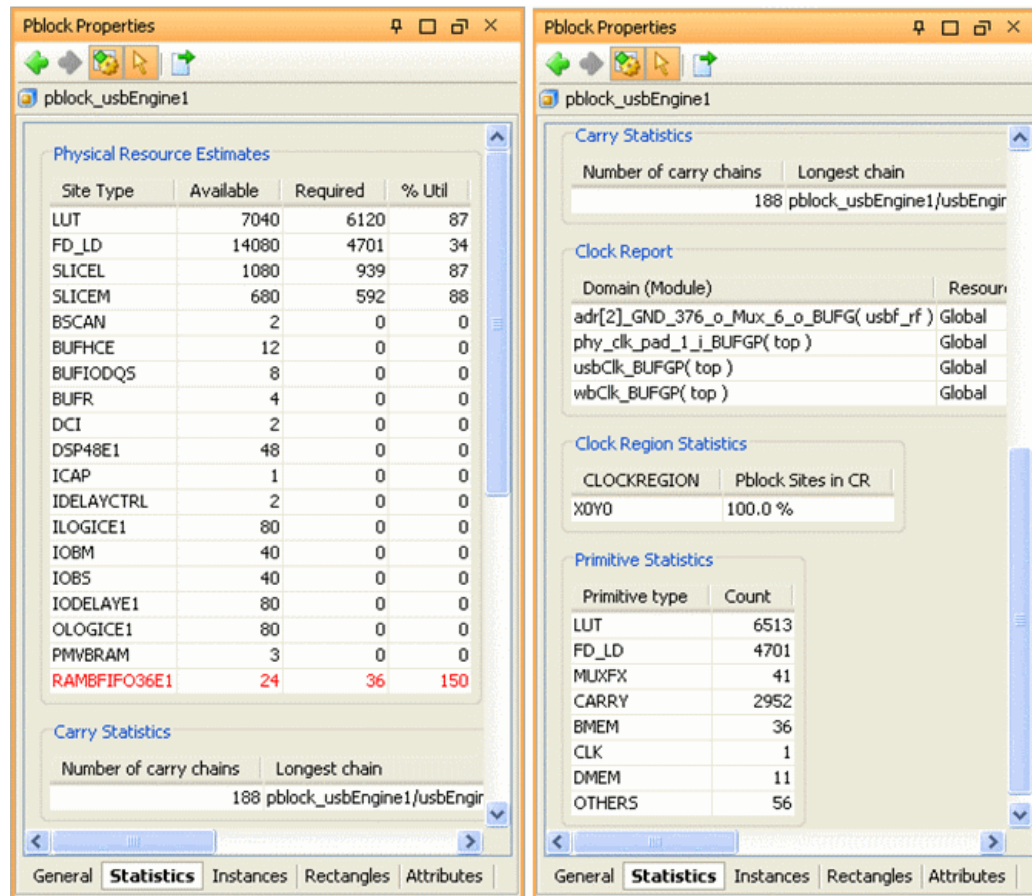 Pblock Properties
pblock_usbEngine1
Physical Resource Estimates
Site Type Available Required % Util
LUT 7040 6120 87
FD_LD 14080 4701 34
SLICEL 1080 939 87
SLICEM 680 592 88
BSCAN 2 0 0
BUFHCE 12 0 0
BUFIODQS 8 0 0
BUFR 4 0 0
DCI 2 0 0
DSP48E1 48 0 0
ICAP 1 0 0
IDELAYCTRL 2 0 0
ILOGICE1 80 0 0
IOBM 40 0 0
IOBS 40 0 0
IODELAYE1 80 0 0
OLOGICE1 80 0 0
PMVBRAM 3 0 0
RAMBFIFO36E1 24 36 150
Carry Statistics
Number of carry chains Longest chain
188 pblock_usbEngine1/usbEngir
General Statistics Instances Rectangles Attributes
Pblock Properties
pblock_usbEngine1
Carry Statistics
Number of carry chains Longest chain
188 pblock_usbEngine1/usbEngir
Clock Report
Domain (Module) Resour
adr[2]_GND_376_o_Mux_6_o_BUFG( usbf_rf ) Global
phy_clk_pad_1_i_BUFGP( top ) Global
usbClk_BUFGP( top ) Global
wbClk_BUFGP( top ) Global
Clock Region Statistics
CLOCKREGION Pblock Sites in CR
X0Y0 100.0 %
Primitive Statistics
Primitive type Count
LUT 6513
FD_LD 4701
MUXFX 41
CARRY 2952
BMEM 36
CLK 1
DMEM 11
OTHERS 56
General Statistics Instances Rectangles Attributes